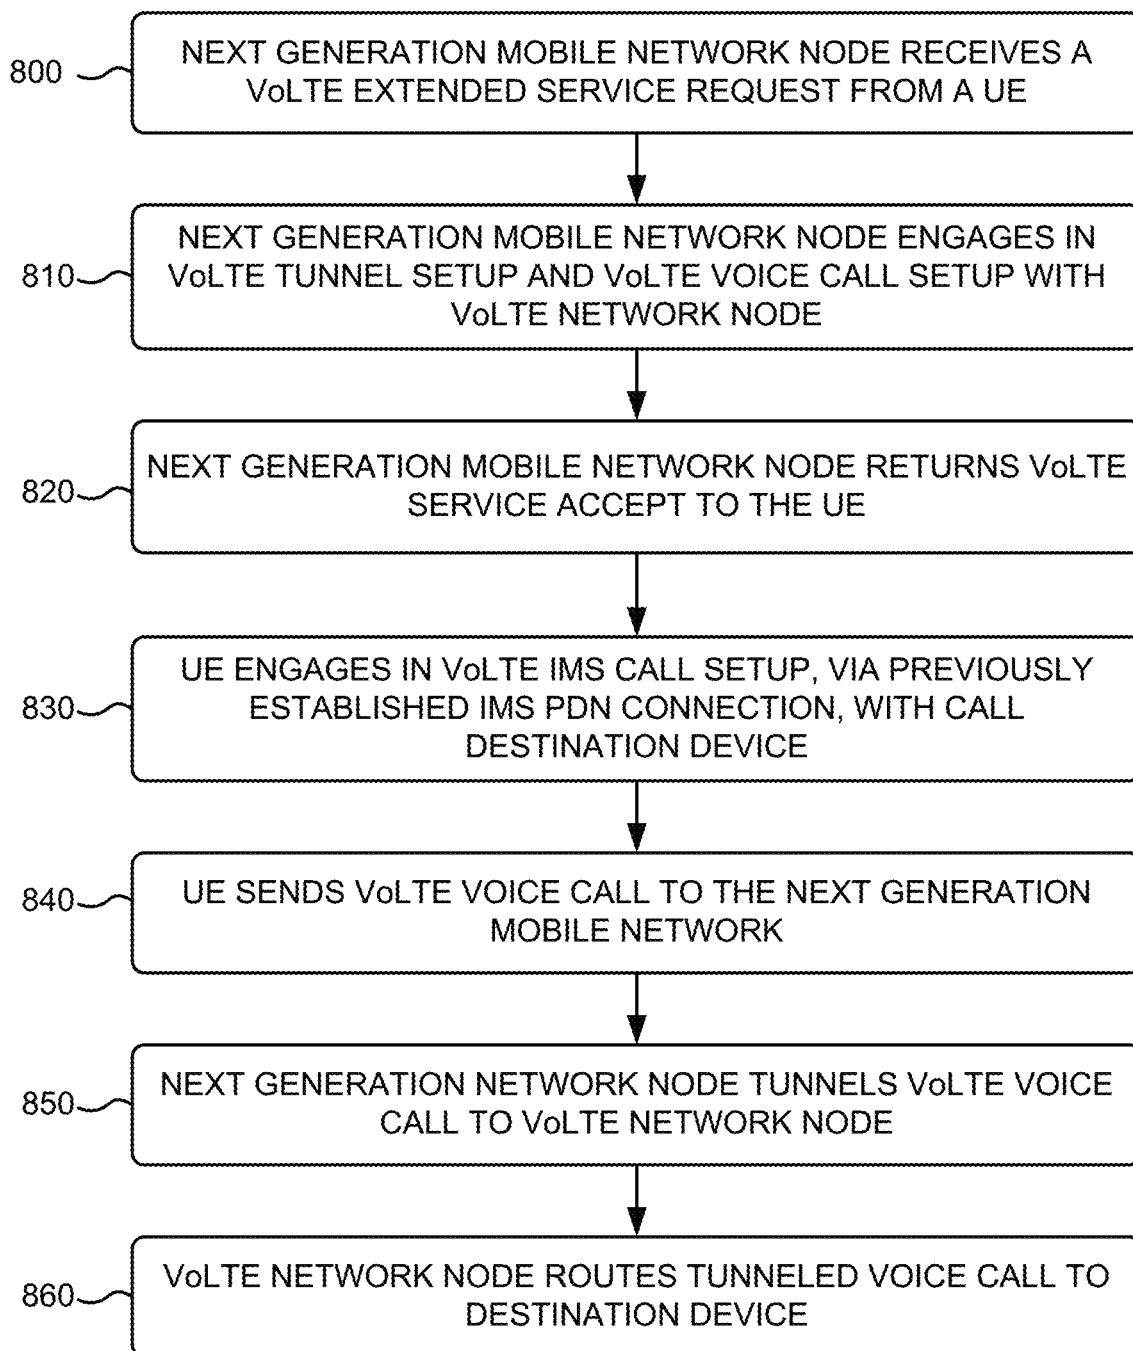 800
NEXT GENERATION MOBILE NETWORK NODE RECEIVES A
VoLTE EXTENDED SERVICE REQUEST FROM A UE
810
NEXT GENERATION MOBILE NETWORK NODE ENGAGES IN
VoLTE TUNNEL SETUP AND VoLTE VOICE CALL SETUP WITH
VoLTE NETWORK NODE
820
NEXT GENERATION MOBILE NETWORK NODE RETURNS VoLTE
SERVICE ACCEPT TO THE UE
830
UE ENGAGES IN VoLTE IMS CALL SETUP, VIA PREVIOUSLY
ESTABLISHED IMS PDN CONNECTION, WITH CALL
DESTINATION DEVICE
840
UE SENDS VoLTE VOICE CALL TO THE NEXT GENERATION
MOBILE NETWORK
850
NEXT GENERATION NETWORK NODE TUNNELS VoLTE VOICE
CALL TO VoLTE NETWORK NODE
860
VoLTE NETWORK NODE ROUTES TUNNELED VOICE CALL TO
DESTINATION DEVICE